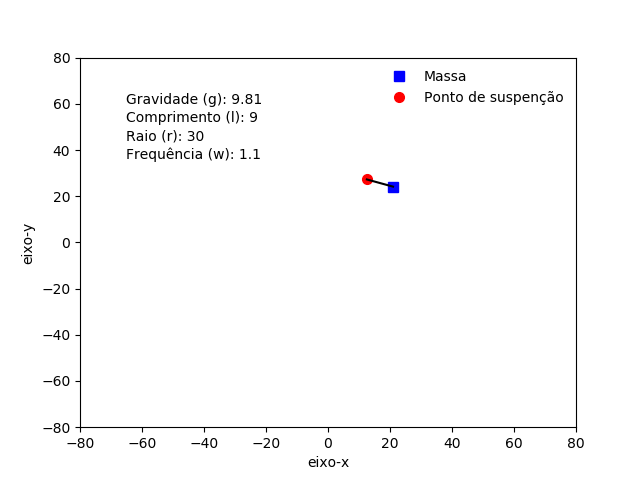 Massa
Ponto de suspenção
Gravidade (g): 9.81
Comprimento (l): 9
Raio (r): 30
Frequência (w): 1.1
80
60
40
20
0
−20
−40
−60
−80
eixo-y
−80 −60 −40 −20 0 20 40 60 80
eixo-x